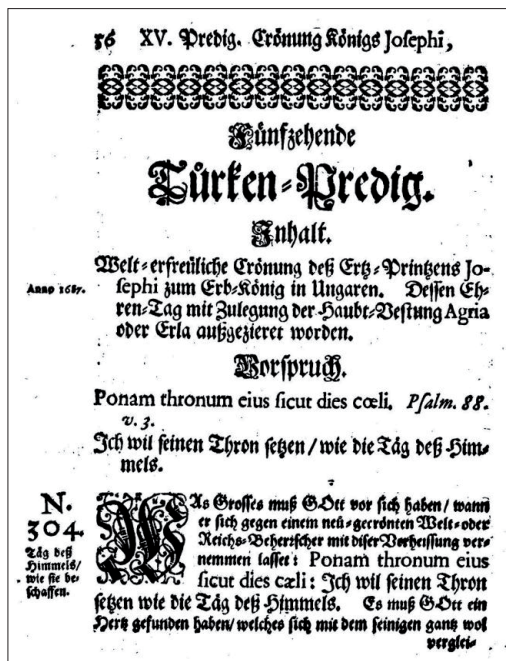 56 XV. Predig. Crönung Königs Josephi,
Fünfzehende
Türken-Predig.
Inhalt.
Welt-erfreuliche Crönung deß Ertz-Printzens Jo-
Anno 1687.
sephi zum Erb-König in Ungaren. Dessen Eh-
ren-Tag mit Zulegung der Haubt-Vestung Agria
oder Erla außgezieret worden.
Vorspruch.
Ponam thronum eius sicut dies cœli. Psalm. 88.
v. 3.
Ich wil seinen Thron setzen / wie die Täg deß Him-
mels.
N.
304.
Täg deß
Himmels /
wie sie be-
schaffen.
WAs Grosses muß GOtt vor sich haben / wann
er sich gegen einem neü-gecrönten Welt- oder
Reichs-Beherrscher mit diser Verheissung ver-
nemmen lasset: Ponam thronum eius
sicut dies cæli: Ich wil seinen Thron
setzen wie die Täg deß Himmels. Es muß GOtt ein
Hertz gefunden haben / welches sich mit dem seinigen gantz wol
verglei-